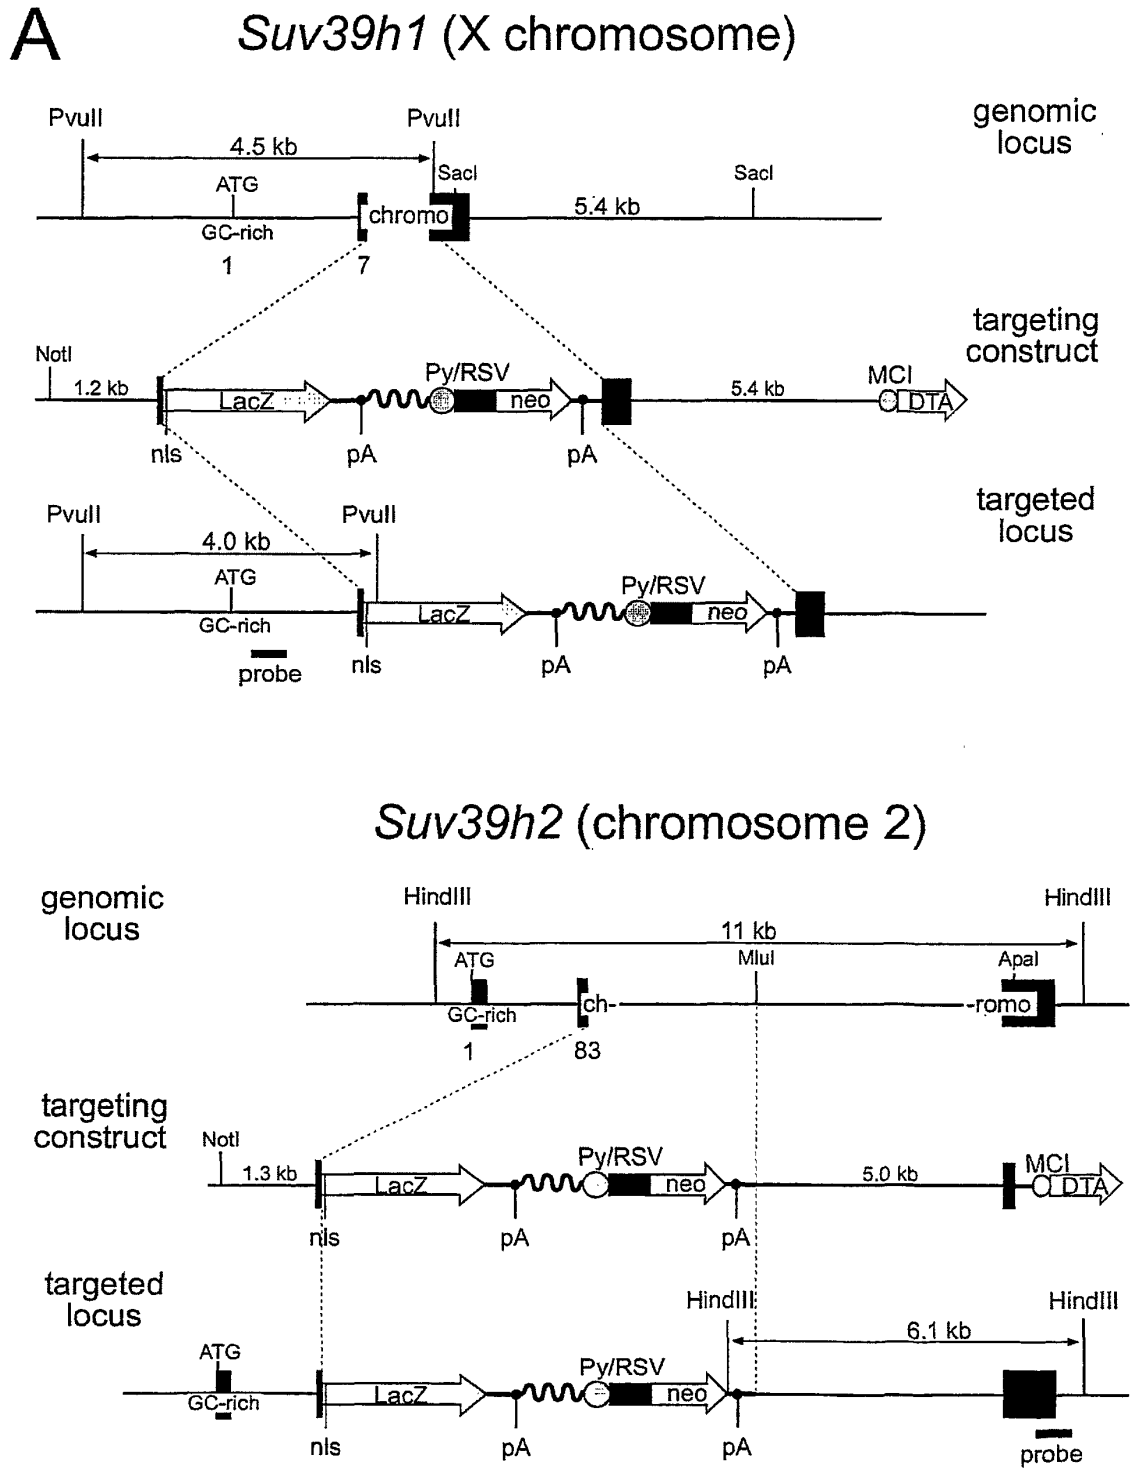 A
Suv39h1 (X chromosome)
PvuII
PvuII
genomic
locus
4.5 kb
SacI
SacI
ATG
chromo
5.4 kb
GC-rich
1
7
targeting
construct
NotI
1.2 kb
Py/RSV
MCI
LacZ
neo
5.4 kb
DTA
nls
pA
pA
targeted
locus
PvuII
PvuII
4.0 kb
ATG
Py/RSV
GC-rich
LacZ
neo
probe
nls
pA
pA
Suv39h2 (chromosome 2)
genomic
locus
HindIII
HindIII
11 kb
ATG
MluI
ApaI
ch-
-romo
GC-rich
1
83
targeting
construct
NotI
1.3 kb
Py/RSV
MCI
LacZ
neo
5.0 kb
DTA
nls
pA
pA
targeted
locus
HindIII
HindIII
6.1 kb
ATG
Py/RSV
GC-rich
LacZ
neo
nls
pA
pA
probe